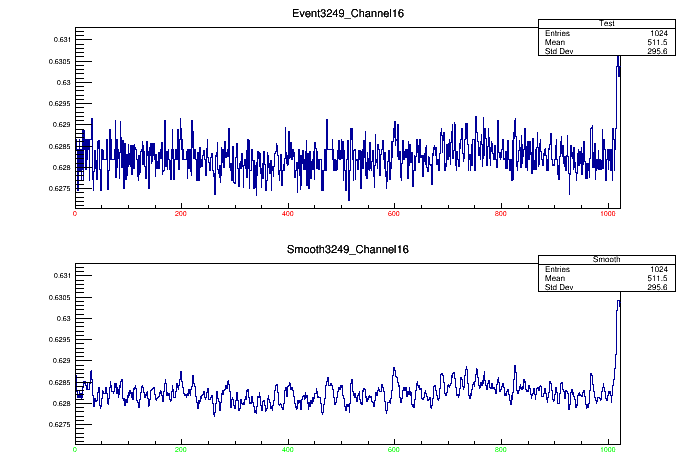 Event3249_Channel16
Test
Entries 1024
Mean 511.5
Std Dev 295.6
0.631
0.6305
0.63
0.6295
0.629
0.6285
0.628
0.6275
0 200 400 600 800 1000
Smooth3249_Channel16
Smooth
Entries 1024
Mean 511.5
Std Dev 295.6
0.631
0.6305
0.63
0.6295
0.629
0.6285
0.628
0.6275
0 200 400 600 800 1000